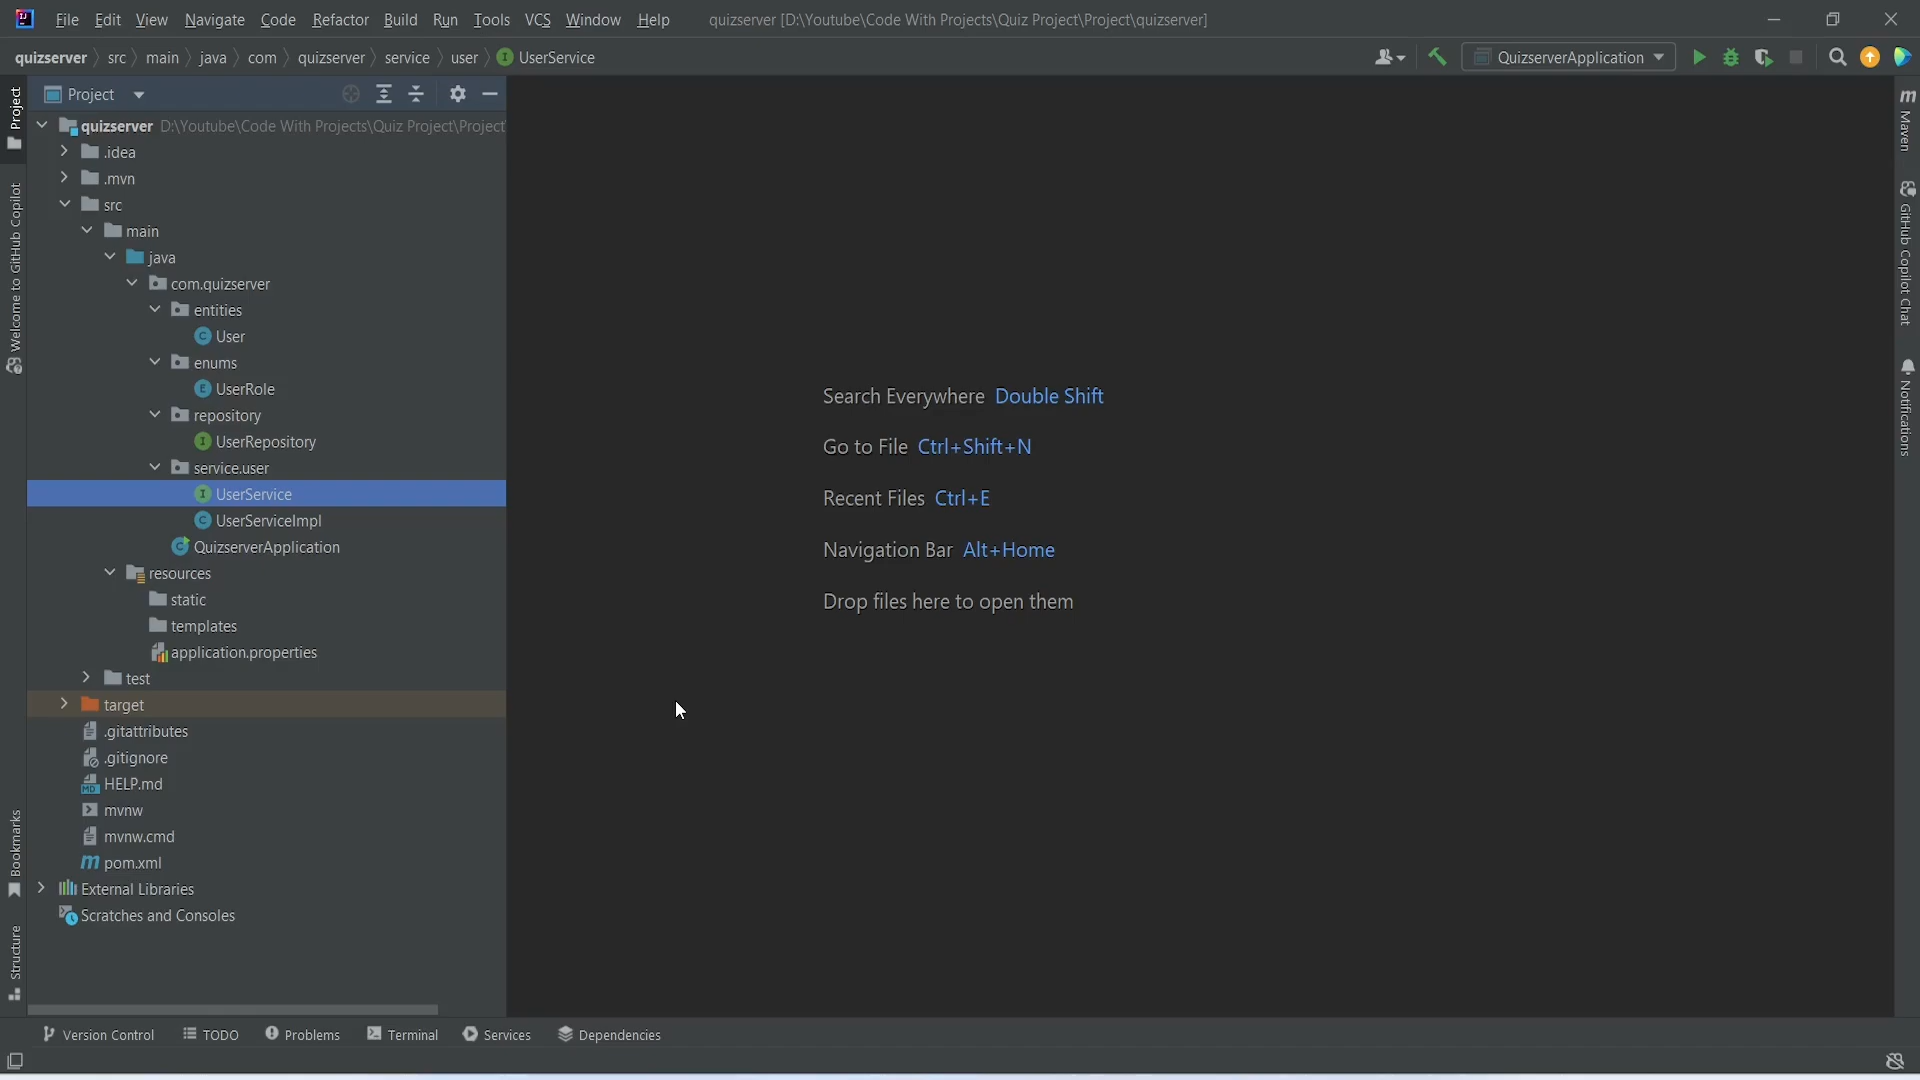 File Edit View Navigate Code Refactor Build Run Tools VCS Window Help quizserver [D:\Youtube\Code With Projects\Quiz Project\Project\quizserver]
quizserver src main java com quizserver service user UserService QuizserverApplication
Project
quizserver D:\Youtube\Code With Projects\Quiz Project\Project
.idea
.mvn
src
main
java
com.quizserver
entities
User
enums
UserRole
repository
UserRepository
service.user
UserService
UserServiceImpl
QuizserverApplication
resources
static
templates
application.properties
test
target
.gitattributes
.gitignore
HELP.md
mvnw
mvnw.cmd
pom.xml
External Libraries
Scratches and Consoles
Search Everywhere Double Shift
Go to File Ctrl+Shift+N
Recent Files Ctrl+E
Navigation Bar Alt+Home
Drop files here to open them
Project
Welcome to GitHub Copilot
Bookmarks
Structure
Maven
GitHub Copilot Chat
Notifications
Version Control TODO Problems Terminal Services Dependencies